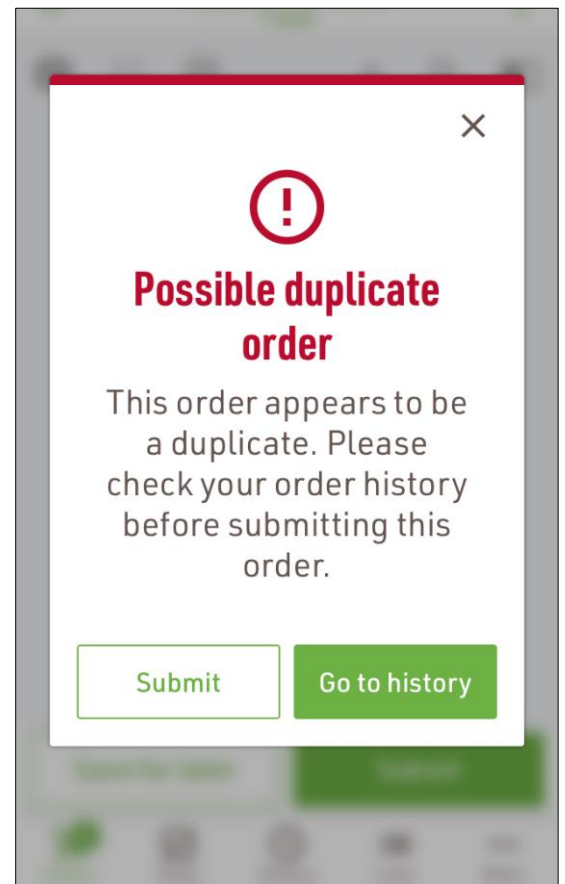 Possible duplicate
order
This order appears to be
a duplicate. Please
check your order history
before submitting this
order.
Submit
Go to history